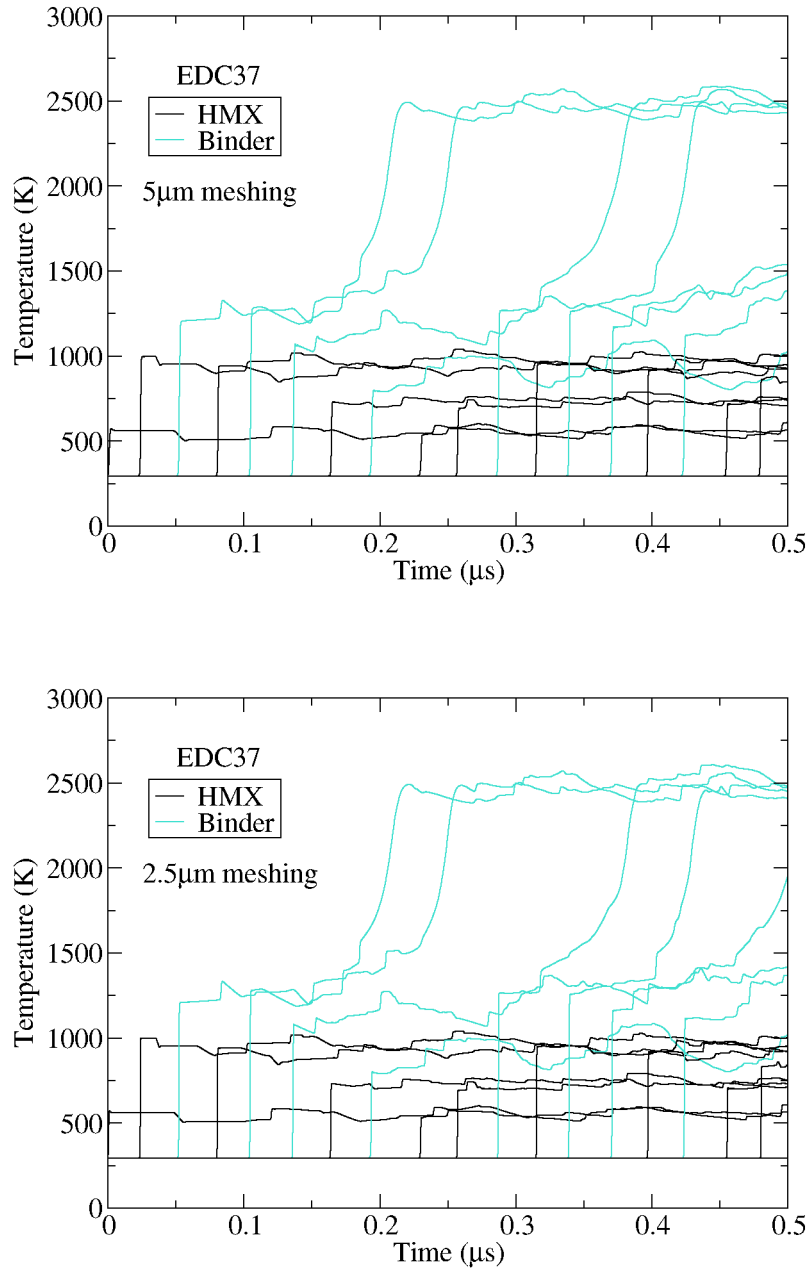 3000
EDC37
2500
HMX
Binder
2000
5μm meshing
1500
Temperature (K)
1000
500
0
0 0.1 0.2 0.3 0.4 0.5
Time (μs)
3000
EDC37
2500
HMX
Binder
2000
2.5μm meshing
1500
Temperature (K)
1000
500
0
0 0.1 0.2 0.3 0.4 0.5
Time (μs)